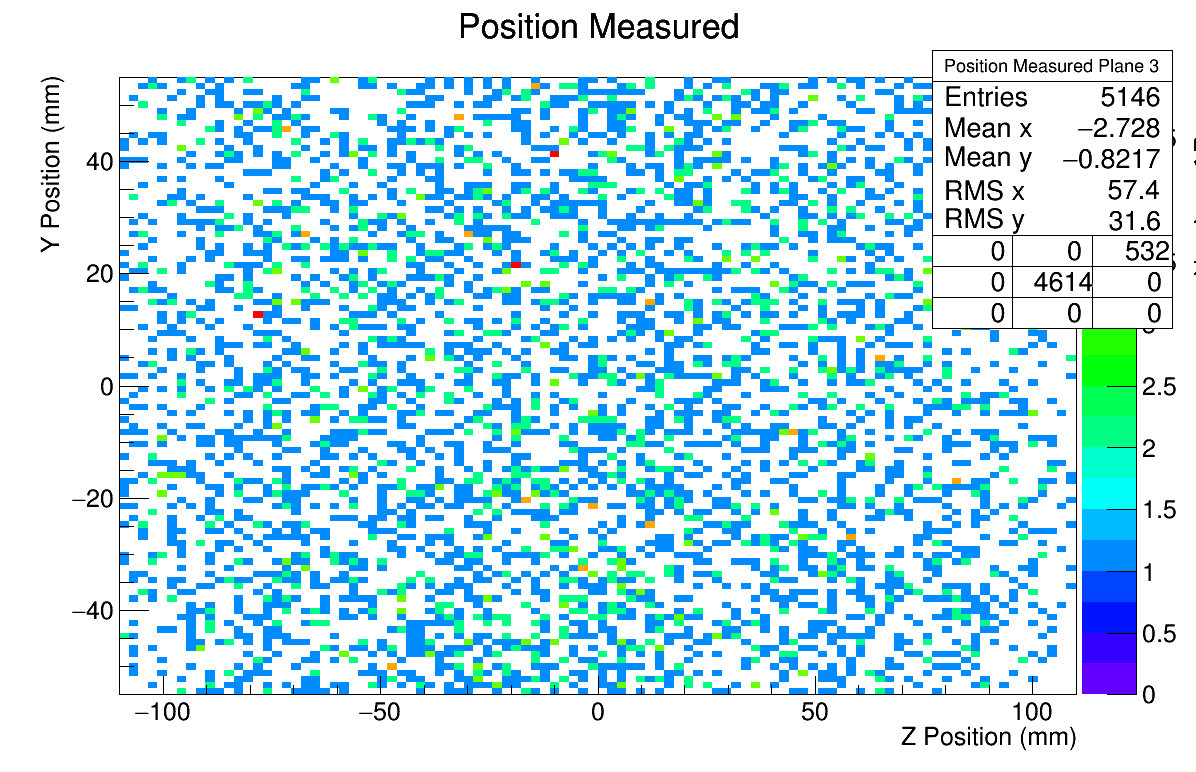 Position Measured
Position Measured Plane 3
Entries 5146
Mean x −2.728
Mean y −0.8217
RMS x 57.4
RMS y 31.6
0 0 532
0 4614 0
0 0 0
Y Position (mm)
40
20
0
−20
−40
2.5
2
1.5
1
0.5
0
−100 −50 0 50 100
Z Position (mm)